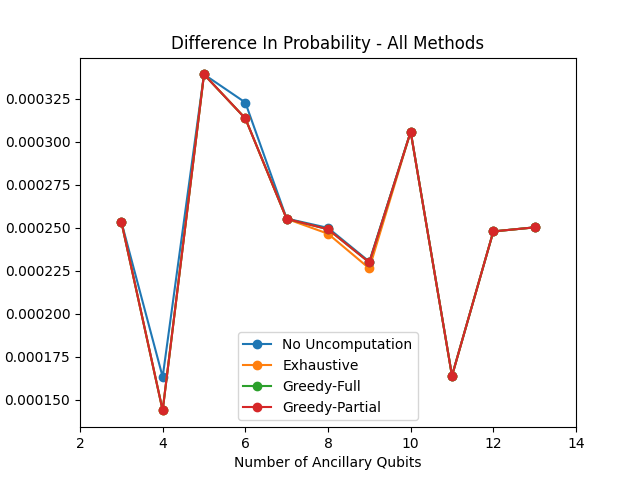 Difference In Probability - All Methods
0.000325
0.000300
0.000275
0.000250
0.000225
0.000200
0.000175
0.000150
No Uncomputation
Exhaustive
Greedy-Full
Greedy-Partial
2 4 6 8 10 12 14
Number of Ancillary Qubits